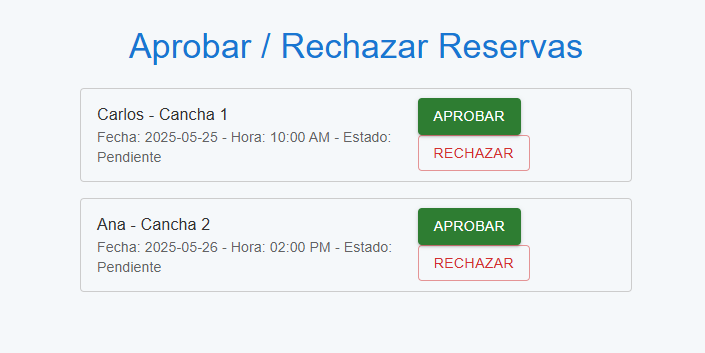 Aprobar / Rechazar Reservas
Carlos - Cancha 1
Fecha: 2025-05-25 - Hora: 10:00 AM - Estado:
Pendiente
APROBAR
RECHAZAR
Ana - Cancha 2
Fecha: 2025-05-26 - Hora: 02:00 PM - Estado:
Pendiente
APROBAR
RECHAZAR